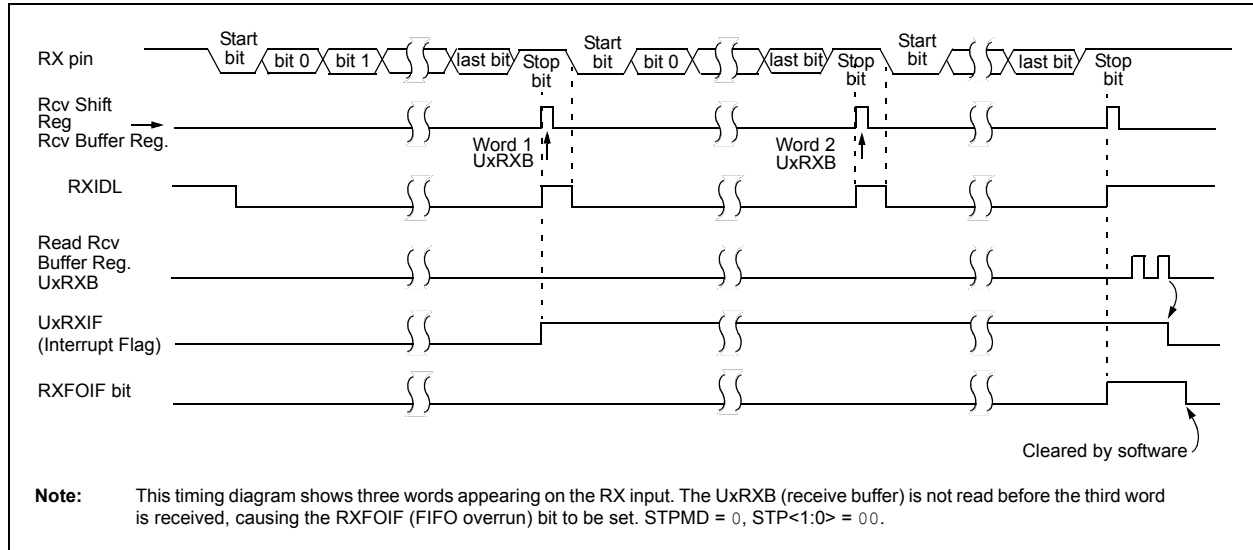 Start Start Start
RX pin bit bit 0 bit 1 last bit Stop bit bit 0 last bit Stop bit last bit Stop
bit bit bit
Rcv Shift
Reg
Rcv Buffer Reg.
Word 1 Word 2
UxRXB UxRXB
RXIDL
Read Rcv
Buffer Reg.
UxRXB
UxRXIF
(Interrupt Flag)
RXFOIF bit
Cleared by software
Note: This timing diagram shows three words appearing on the RX input. The UxRXB (receive buffer) is not read before the third word
is received, causing the RXFOIF (FIFO overrun) bit to be set. STPMD = 0, STP<1:0> = 00.